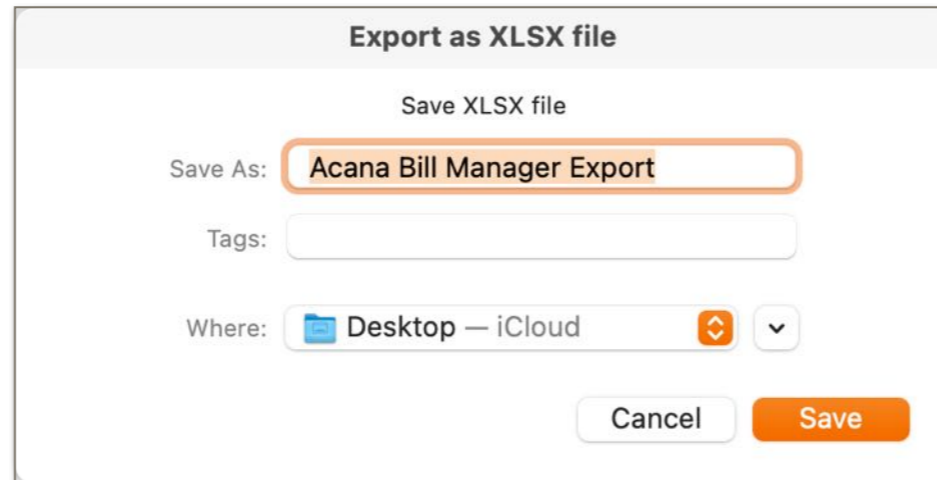 Export as XLSX file
Save XLSX file
Save As: Acana Bill Manager Export
Tags:
Where: Desktop — iCloud
Cancel Save